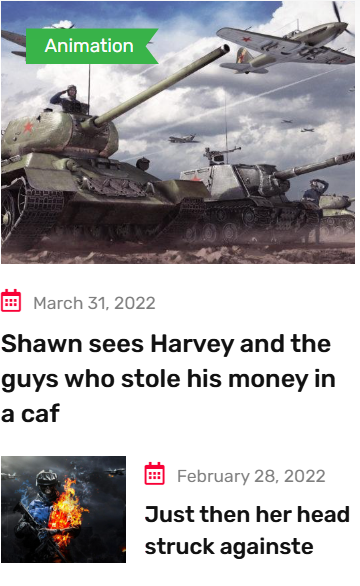 Animation
March 31, 2022
Shawn sees Harvey and the
guys who stole his money in
a caf
February 28, 2022
Just then her head
struck againste